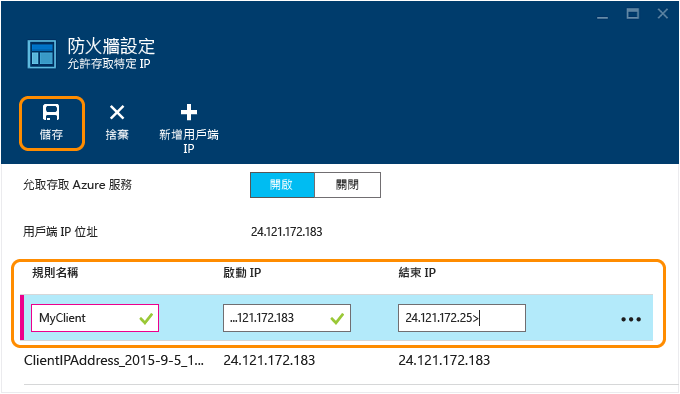 防火牆設定
允許存取特定 IP
儲存
捨棄
新增用戶端
IP
允取存取 Azure 服務
開啟
關閉
用戶端 IP 位址
24.121.172.183
規則名稱
啟動 IP
結束 IP
MyClient
...121.172.183
24.121.172.25>
ClientIPAddress_2015-9-5_1...
24.121.172.183
24.121.172.183